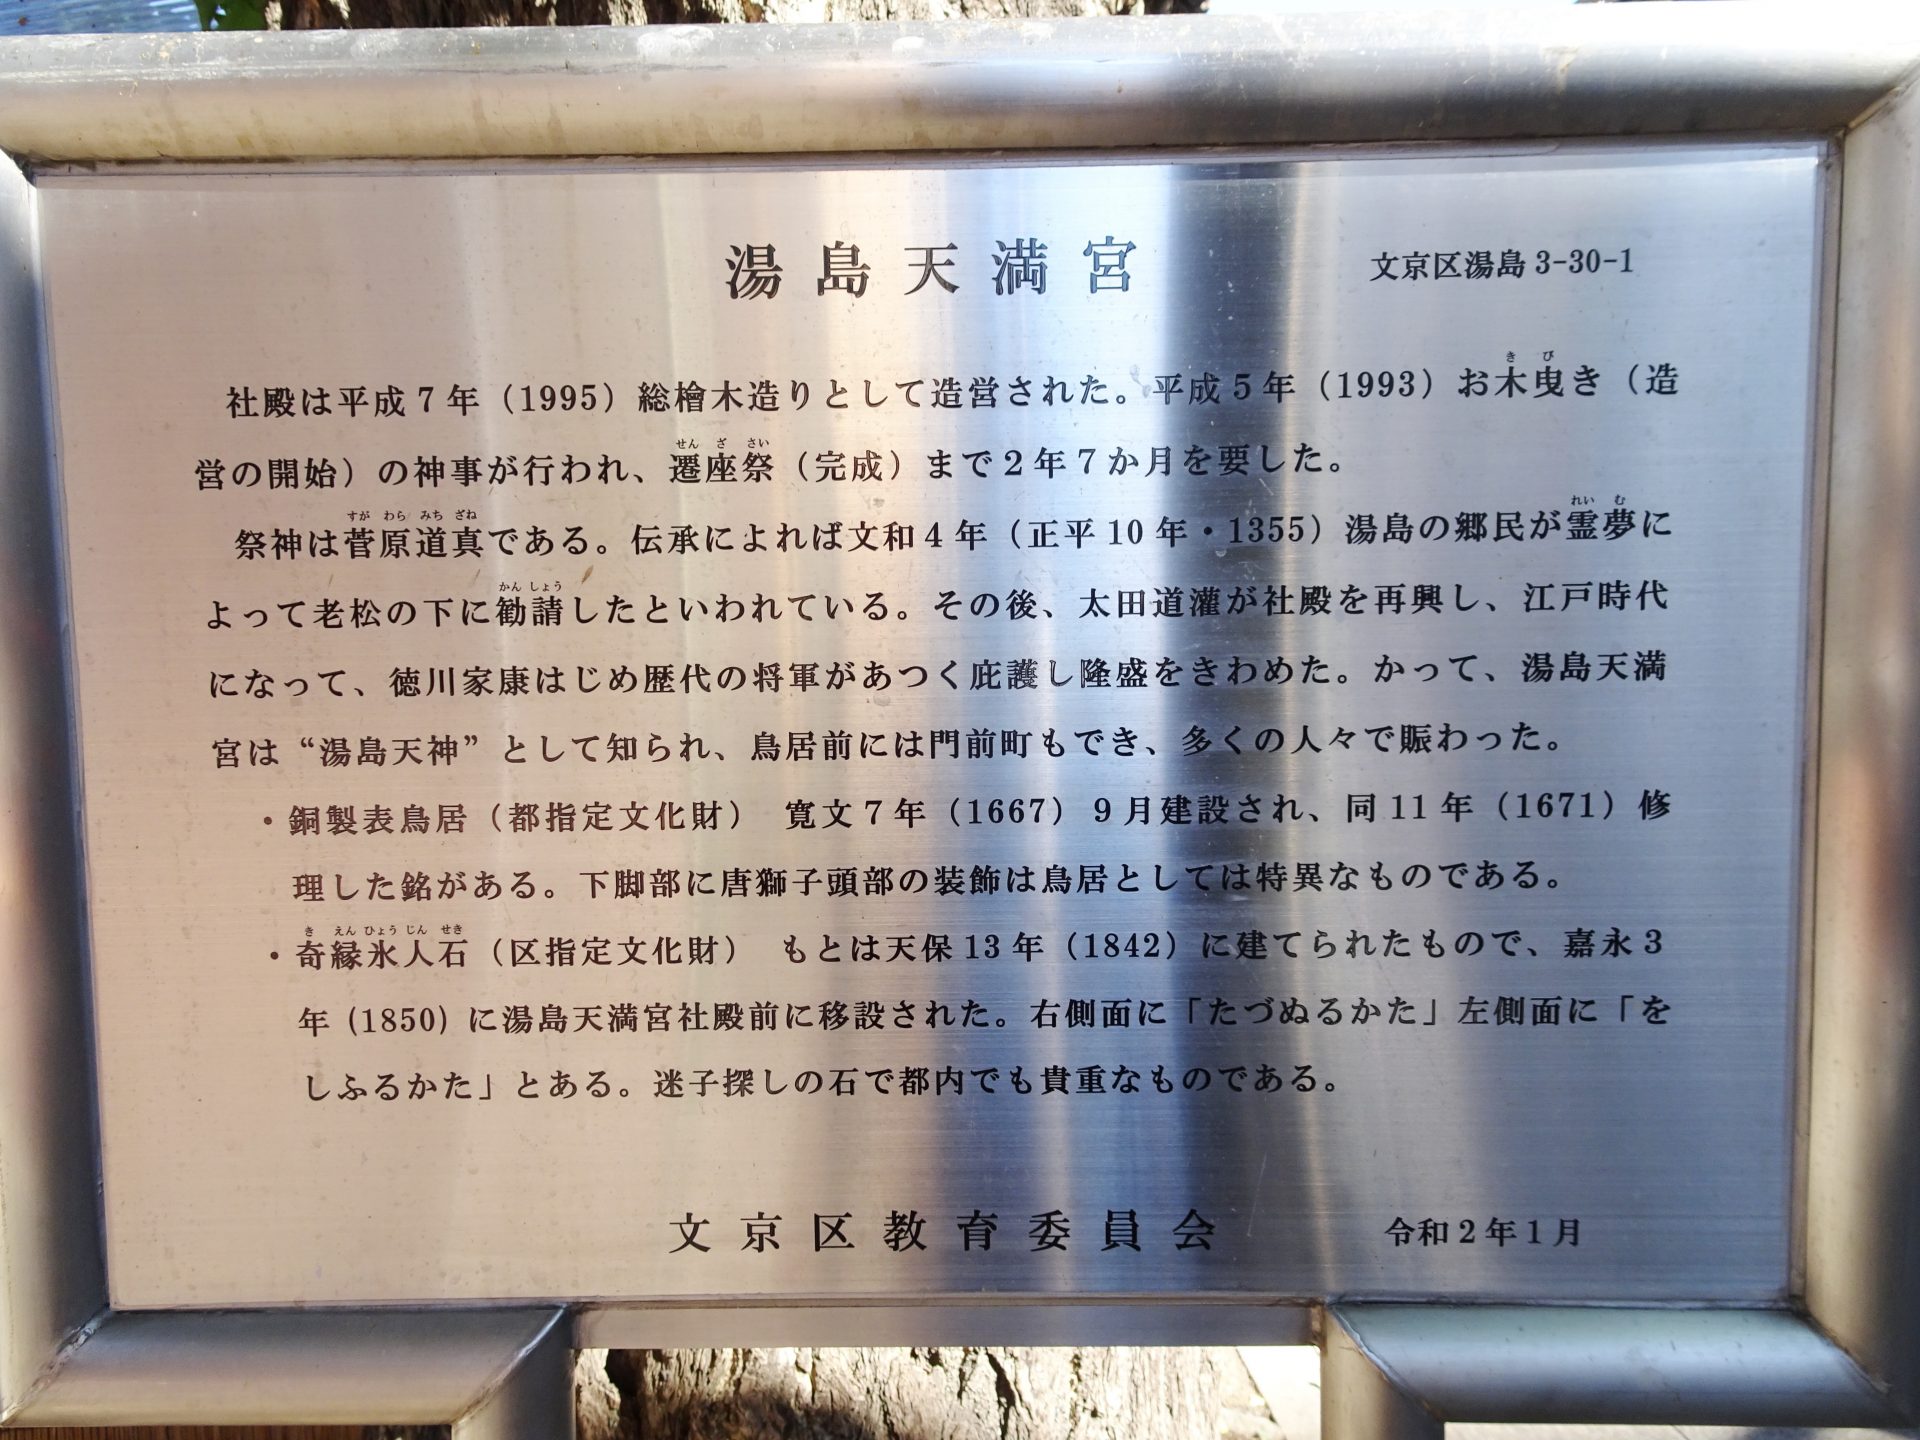 湯島天満宮 文京区湯島3-30-1
社殿は平成7年（1995）総檜木造りとして造営された。平成5年（1993）お木曳き（造
営の開始）の神事が行われ、遷座祭（完成）まで2年7か月を要した。
祭神は菅原道真である。伝承によれば文和4年（正平10年・1355）湯島の郷民が霊夢に
よって老松の下に勧請したといわれている。その後、太田道灌が社殿を再興し、江戸時代
になって、徳川家康はじめ歴代の将軍があつく庇護し隆盛をきわめた。かって、湯島天満
宮は“湯島天神”として知られ、鳥居前には門前町もでき、多くの人々で賑わった。
・銅製表鳥居（都指定文化財） 寛文7年（1667）9月建設され、同11年（1671）修
理した銘がある。下脚部に唐獅子頭部の装飾は鳥居としては特異なものである。
・奇縁氷人石（区指定文化財） もとは天保13年（1842）に建てられたもので、嘉永3
年（1850）に湯島天満宮社殿前に移設された。右側面に「たづぬるかた」左側面に「を
しふるかた」とある。迷子探しの石で都内でも貴重なものである。
文京区教育委員会 令和2年1月